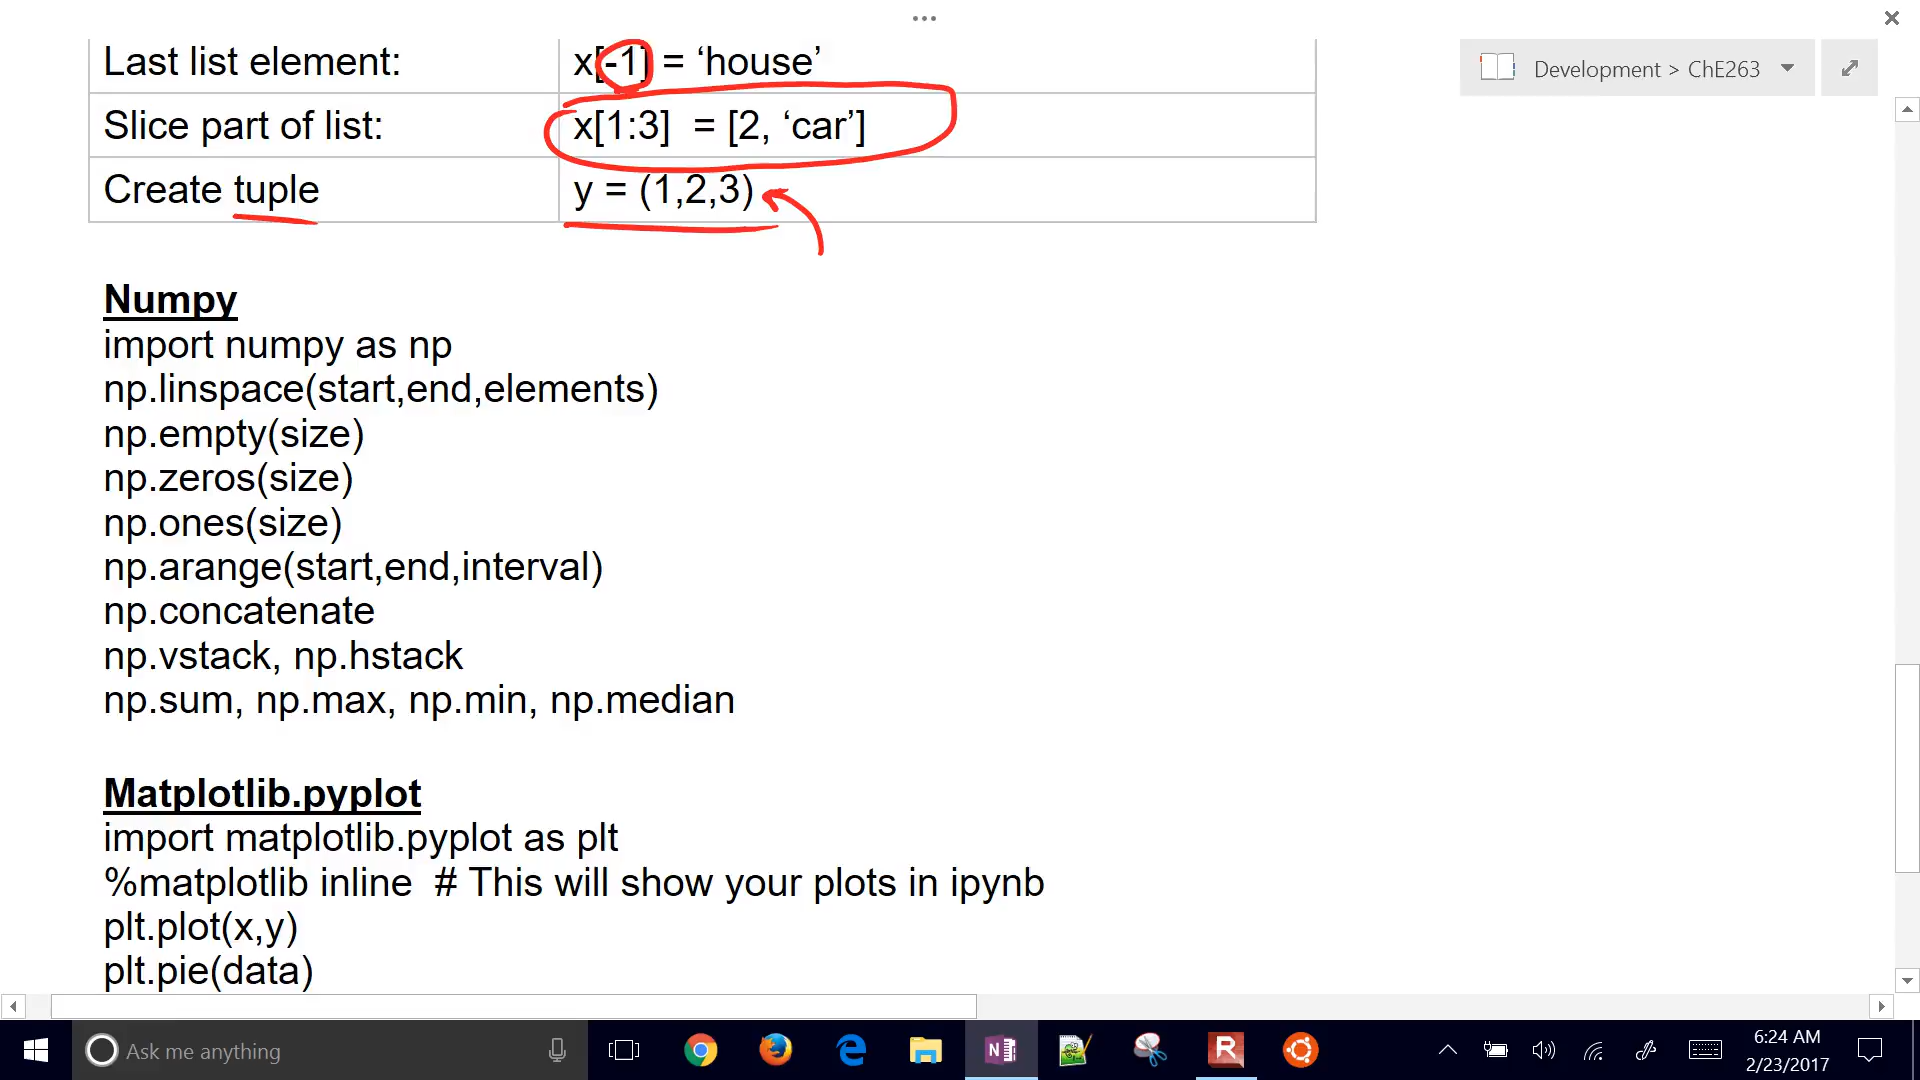 Last list element: x[-1] = ‘house’
Development > ChE263
Slice part of list: x[1:3] = [2, ‘car’]
Create tuple y = (1,2,3)
Numpy
import numpy as np
np.linspace(start,end,elements)
np.empty(size)
np.zeros(size)
np.ones(size)
np.arange(start,end,interval)
np.concatenate
np.vstack, np.hstack
np.sum, np.max, np.min, np.median
Matplotlib.pyplot
import matplotlib.pyplot as plt
%matplotlib inline # This will show your plots in ipynb
plt.plot(x,y)
plt.pie(data)
Ask me anything
N
R
6:24 AM
2/23/2017